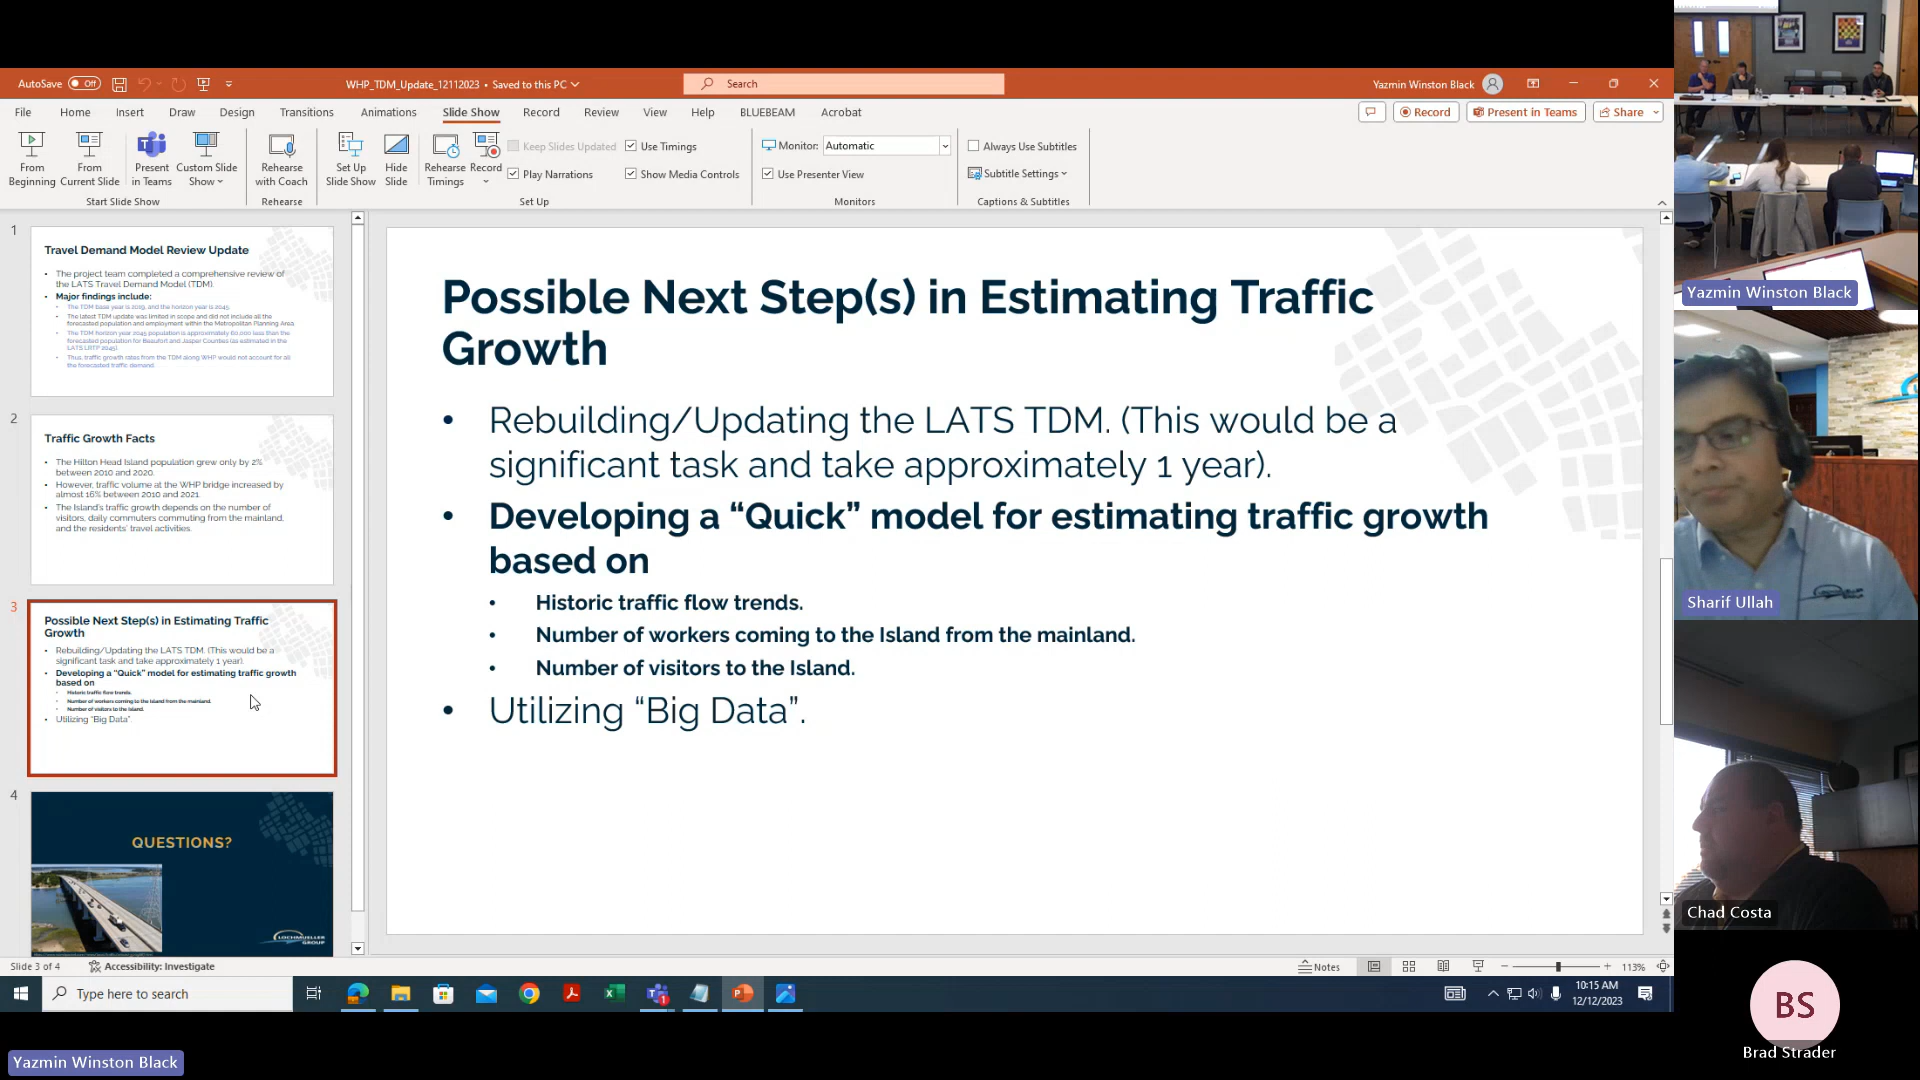 AutoSave Off
WHP_TDM_Update_12112023 • Saved to this PC
Search
Yazmin Winston Black
File Home Insert Draw Design Transitions Animations Slide Show Record Review View Help BLUEBEAM Acrobat
Record Present in Teams Share
From Beginning
From Current Slide
Present in Teams
Custom Slide Show
Start Slide Show
Rehearse with Coach
Rehearse
Set Up Slide Show
Hide Slide
Rehearse Timings
Record
Keep Slides Updated
Play Narrations
Use Timings
Show Media Controls
Set Up
Monitor: Automatic
Use Presenter View
Monitors
Always Use Subtitles
Subtitle Settings
Captions & Subtitles
1
Travel Demand Model Review Update
• The project team completed a comprehensive review of
the LATS Travel Demand Model (TDM).
• Major findings include:
• The TDM base year is 2019, and the horizon year is 2045.
• The latest TDM update was limited in scope and did not include all the
forecasted population and employment within the Metropolitan Planning Area
• The TDM horizon year 2045 population is approximately 60,000 less than the
forecasted population for Beaufort and Jasper Counties (as estimated in the
LATS LRTP 2045).
• Thus, traffic growth rates from the TDM along WHP would not account for all
the forecasted traffic demand.
2
Traffic Growth Facts
• The Hilton Head Island population grew only by 2%
between 2010 and 2020.
• However, traffic volume at the WHP bridge increased by
almost 16% between 2010 and 2021.
• The Island's traffic growth depends on the number of
visitors, daily commuters commuting from the mainland,
and the residents' travel activities.
3
Possible Next Step(s) in Estimating Traffic
Growth
• Rebuilding/Updating the LATS TDM. (This would be a
significant task and take approximately 1 year).
• Developing a “Quick” model for estimating traffic growth
based on
• Historic traffic flow trends.
• Number of workers coming to the Island from the mainland.
• Number of visitors to the Island.
• Utilizing “Big Data”.
4
QUESTIONS?
LOCHMUELLER
GROUP
Possible Next Step(s) in Estimating Traffic
Growth
• Rebuilding/Updating the LATS TDM. (This would be a
significant task and take approximately 1 year).
• Developing a “Quick” model for estimating traffic growth
based on
• Historic traffic flow trends.
• Number of workers coming to the Island from the mainland.
• Number of visitors to the Island.
• Utilizing “Big Data”.
Yazmin Winston Black
Sharif Ullah
Chad Costa
BS
Brad Strader
Slide 3 of 4 Accessibility: Investigate
Notes
113%
Type here to search
1
10:15 AM
12/12/2023
Yazmin Winston Black